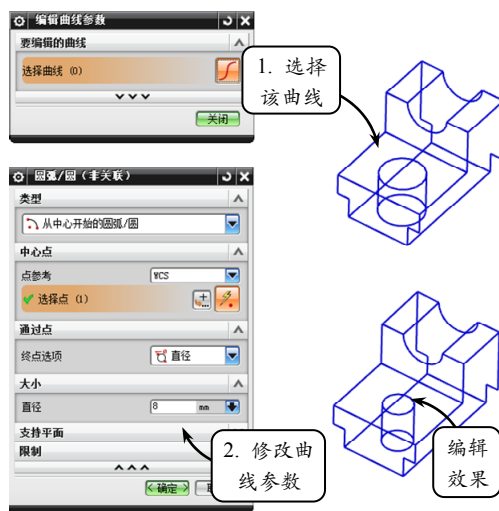 编辑曲线参数
要编辑的曲线
选择曲线 (0)
关闭
1. 选择
该曲线
圆弧/圆 (非关联)
类型
从中心开始的圆弧/圆
中心点
点参考
WCS
选择点 (1)
通过点
终点选项
直径
大小
直径
8
mm
支持平面
限制
<确定>
2. 修改曲
线参数
编辑
效果